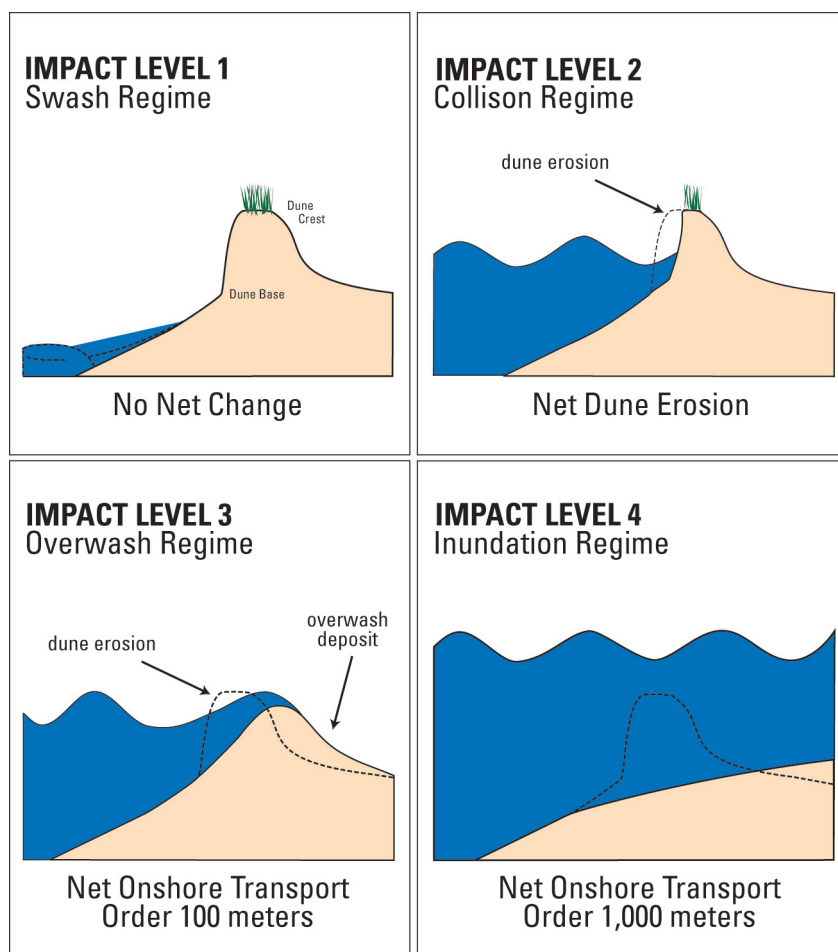 IMPACT LEVEL 1
Swash Regime
Dune
Crest
Dune Base
No Net Change
IMPACT LEVEL 2
Collison Regime
dune erosion
Net Dune Erosion
IMPACT LEVEL 3
Overwash Regime
overwash
deposit
dune erosion
Net Onshore Transport
Order 100 meters
IMPACT LEVEL 4
Inundation Regime
Net Onshore Transport
Order 1,000 meters